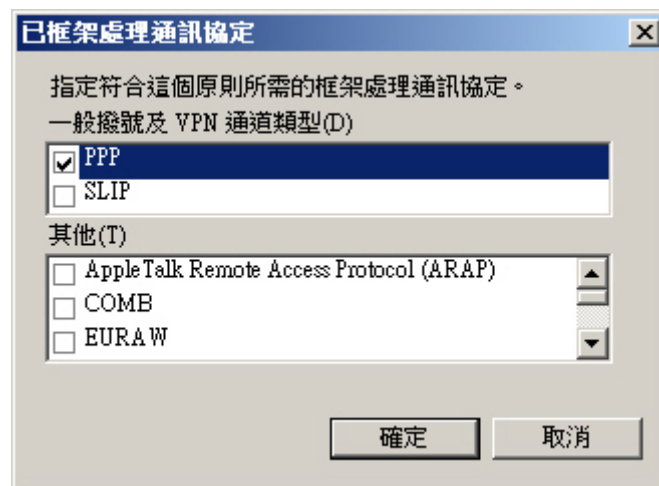 已框架處理通訊協定
指定符合這個原則所需的框架處理通訊協定。
一般撥號及 VPN 通道類型(D)
PPP
SLIP
其他(T)
AppleTalk Remote Access Protocol (ARAP)
COMB
EURAW
確定
取消